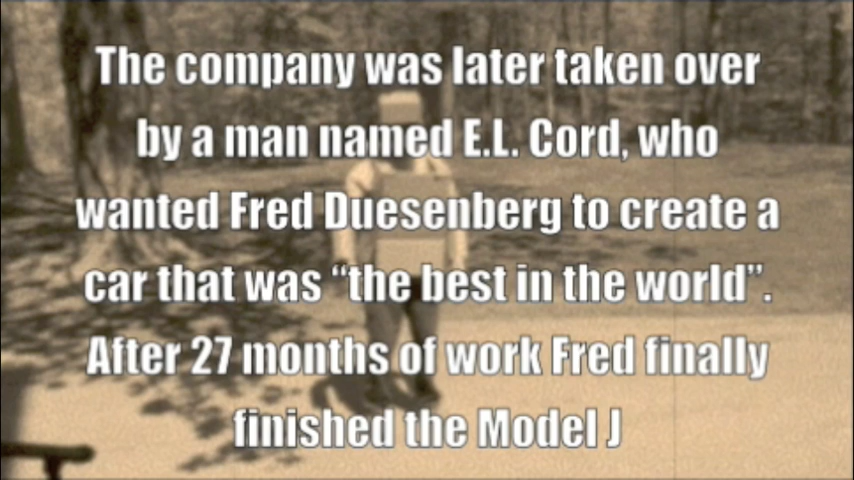 The company was later taken over
by a man named E.L. Cord, who
wanted Fred Duesenberg to create a
car that was “the best in the world”.
After 27 months of work Fred finally
finished the Model J